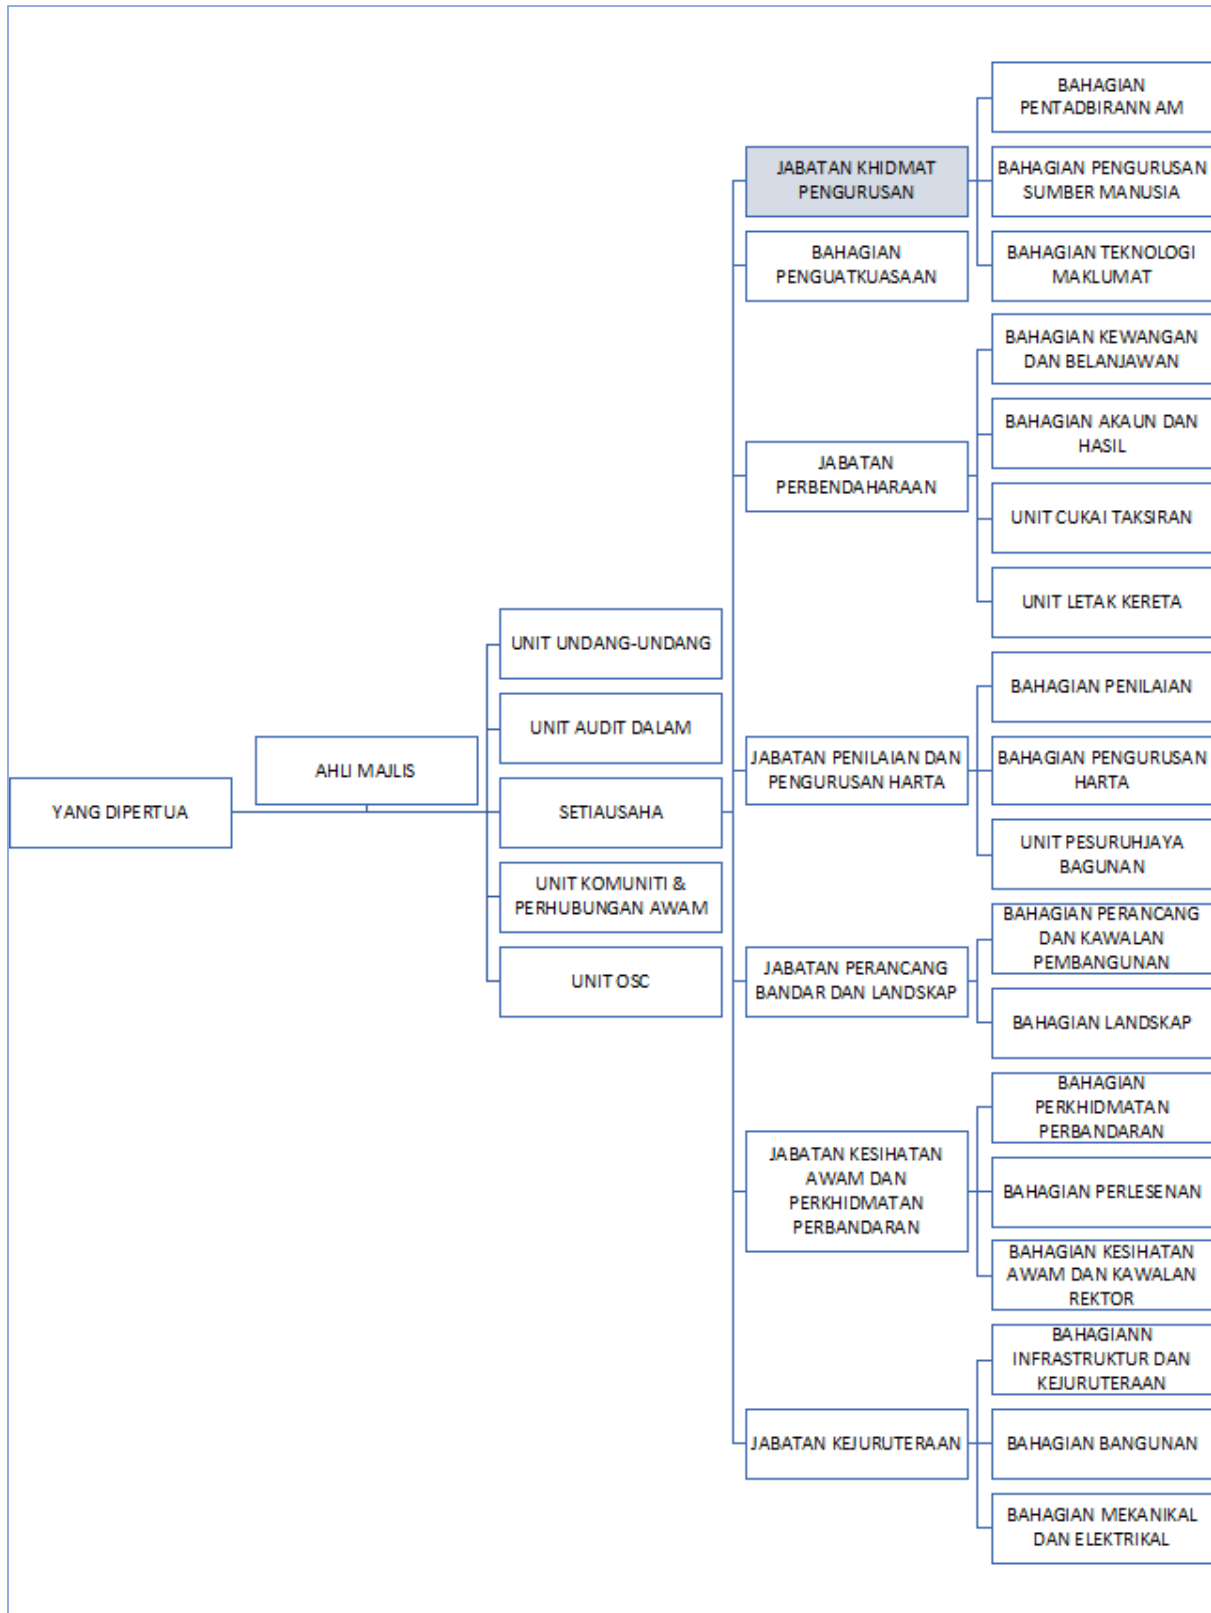 YANG DIPERTUA
AHLI MAJLIS
UNIT UNDANG-UNDANG
UNIT AUDIT DALAM
SETIAUSAHA
UNIT KOMUNITI &
PERHUBUNGAN AWAM
UNIT OSC
JABATAN KHIDMAT
PENGURUSAN
BAHAGIAN
PENTADBIRANN AM
BAHAGIAN PENGURUSAN
SUMBER MANUSIA
BAHAGIAN TEKNOLOGI
MAKLUMAT
BAHAGIAN
PENGUATKUASAAN
JABATAN
PERBENDAHARAAN
BAHAGIAN KEWANGAN
DAN BELANJAWAN
BAHAGIAN AKAUN DAN
HASIL
UNIT CUKAI TAKSIRAN
UNIT LETAK KERETA
JABATAN PENILAIAN DAN
PENGURUSAN HARTA
BAHAGIAN PENILAIAN
BAHAGIAN PENGURUSAN
HARTA
UNIT PESURUHJAYA
BAGUNAN
JABATAN PERANCANG
BANDAR DAN LANDSKAP
BAHAGIAN PERANCANG
DAN KAWALAN
PEMBANGUNAN
BAHAGIAN LANDSKAP
JABATAN KESIHATAN
AWAM DAN
PERKHIDMATAN
PERBANDARAN
BAHAGIAN
PERKHIDMATAN
PERBANDARAN
BAHAGIAN PERLESENAN
BAHAGIAN KESIHATAN
AWAM DAN KAWALAN
REKTOR
JABATAN KEJURUTERAAN
BAHAGIANN
INFRASTRUKTUR DAN
KEJURUTERAAN
BAHAGIAN BANGUNAN
BAHAGIAN MEKANIKAL
DAN ELEKTRIKAL